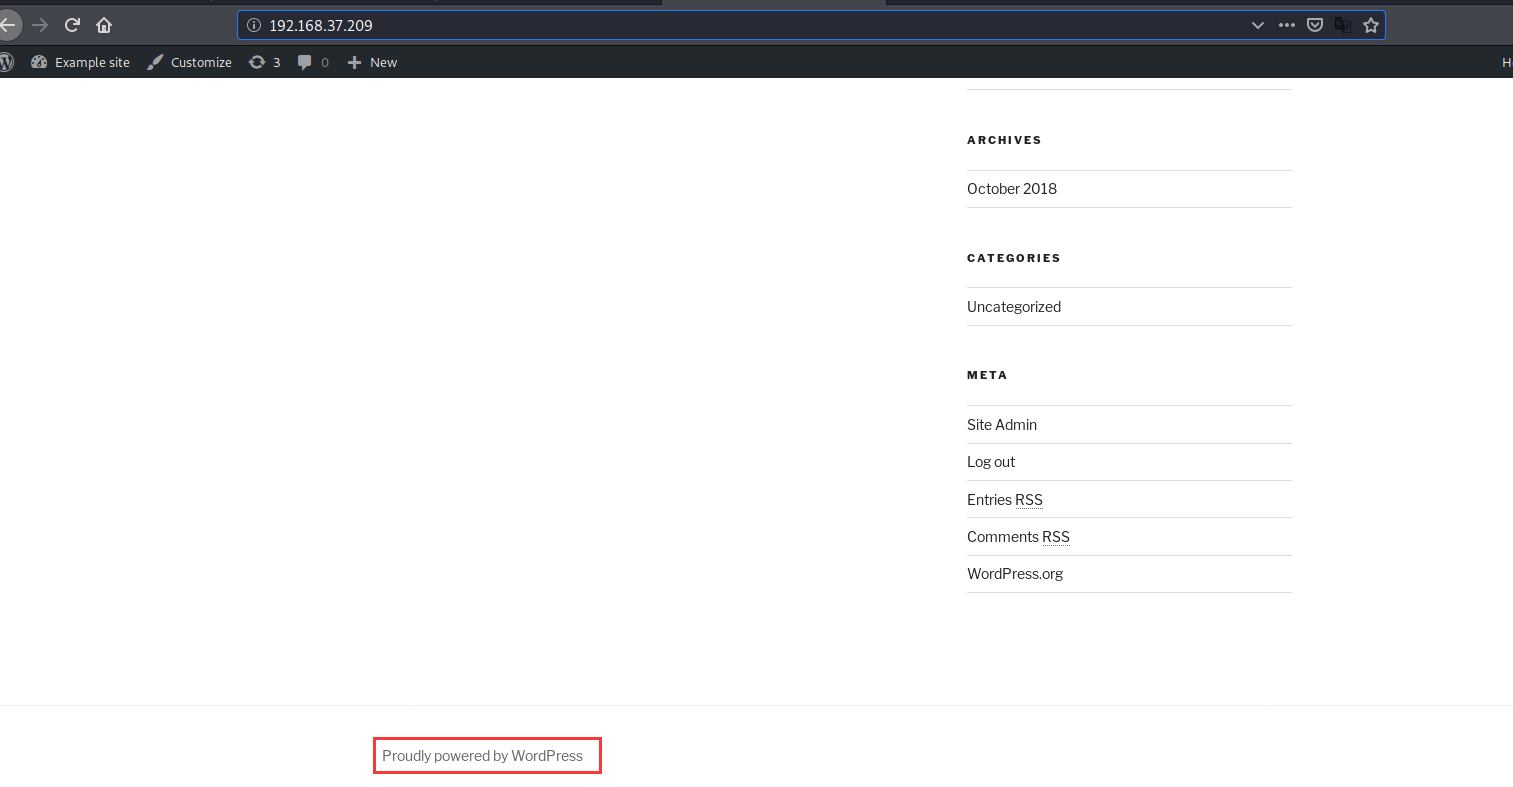 192.168.37.209
Example site Customize 3 0 New H
ARCHIVES
October 2018
CATEGORIES
Uncategorized
META
Site Admin
Log out
Entries RSS
Comments RSS
WordPress.org
Proudly powered by WordPress